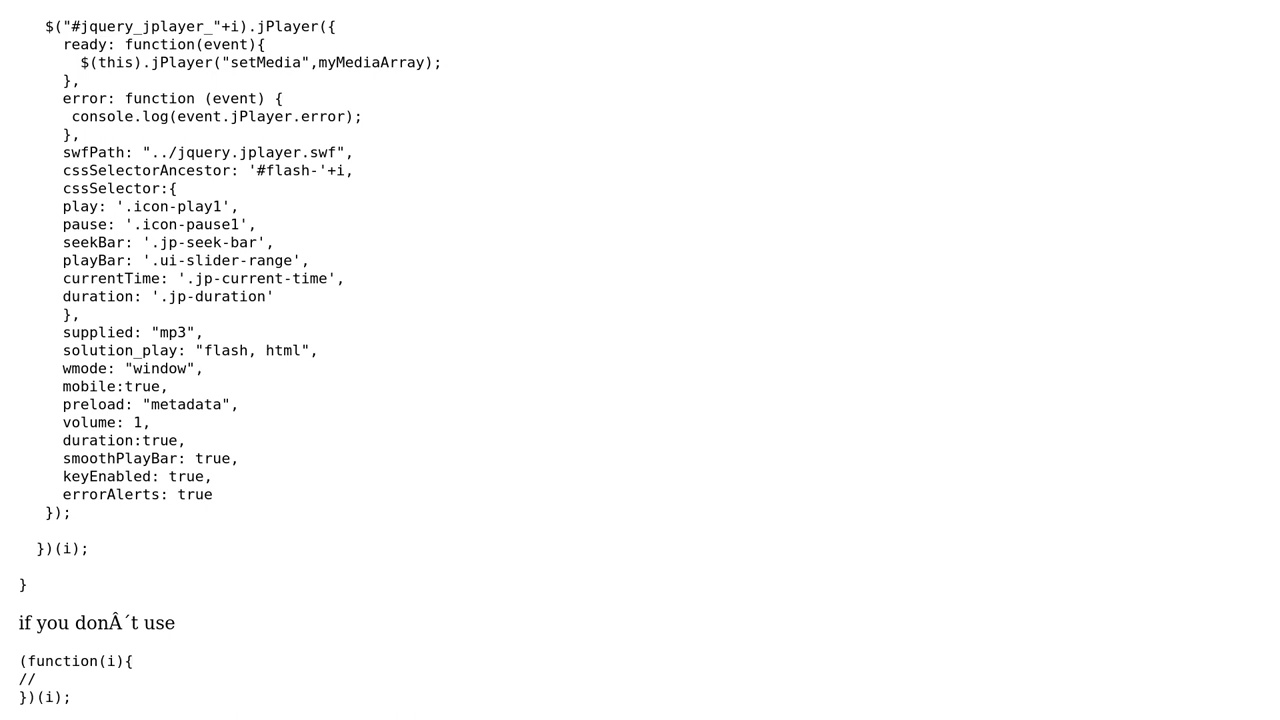 $("#jquery_jplayer_"+i).jPlayer({
ready: function(event){
$(this).jPlayer("setMedia",myMediaArray);
},
error: function (event) {
console.log(event.jPlayer.error);
},
swfPath: "../jquery.jplayer.swf",
cssSelectorAncestor: '#flash-'+i,
cssSelector:{
play: '.icon-play1',
pause: '.icon-pause1',
seekBar: '.jp-seek-bar',
playBar: '.ui-slider-range',
currentTime: '.jp-current-time',
duration: '.jp-duration'
},
supplied: "mp3",
solution_play: "flash, html",
wmode: "window",
mobile:true,
preload: "metadata",
volume: 1,
duration:true,
smoothPlayBar: true,
keyEnabled: true,
errorAlerts: true
});
})(i);
}
if you donÂ´t use
(function(i){
//
})(i);